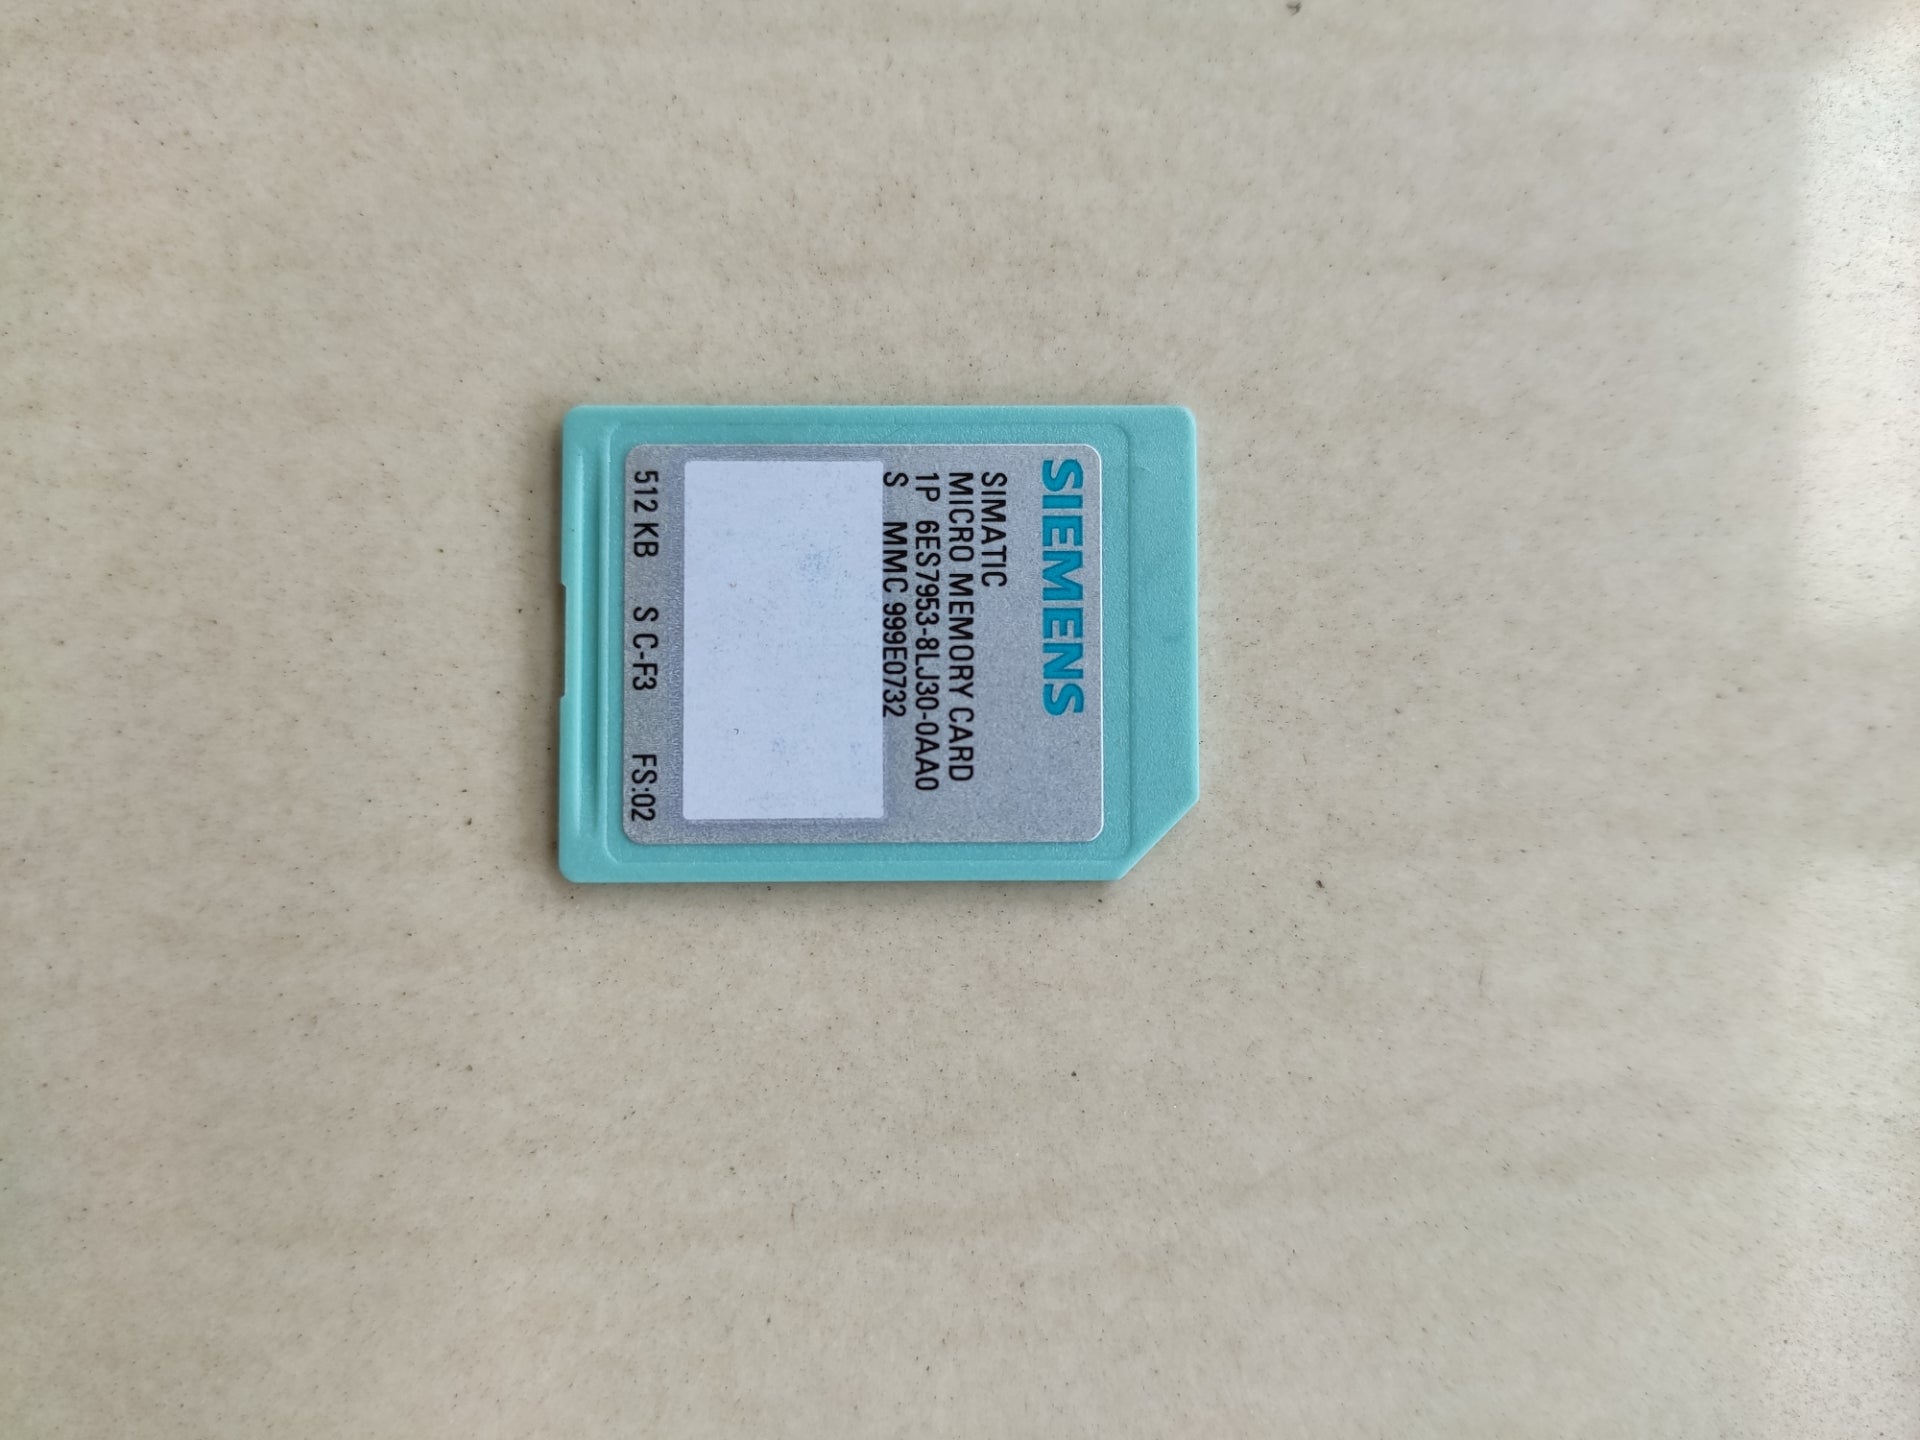 SIEMENS
SIMATIC
MICRO MEMORY CARD
1P 6ES7953-8LJ30-0AA0
S MMC 999E0732
512 KB S C-F3 FS:02